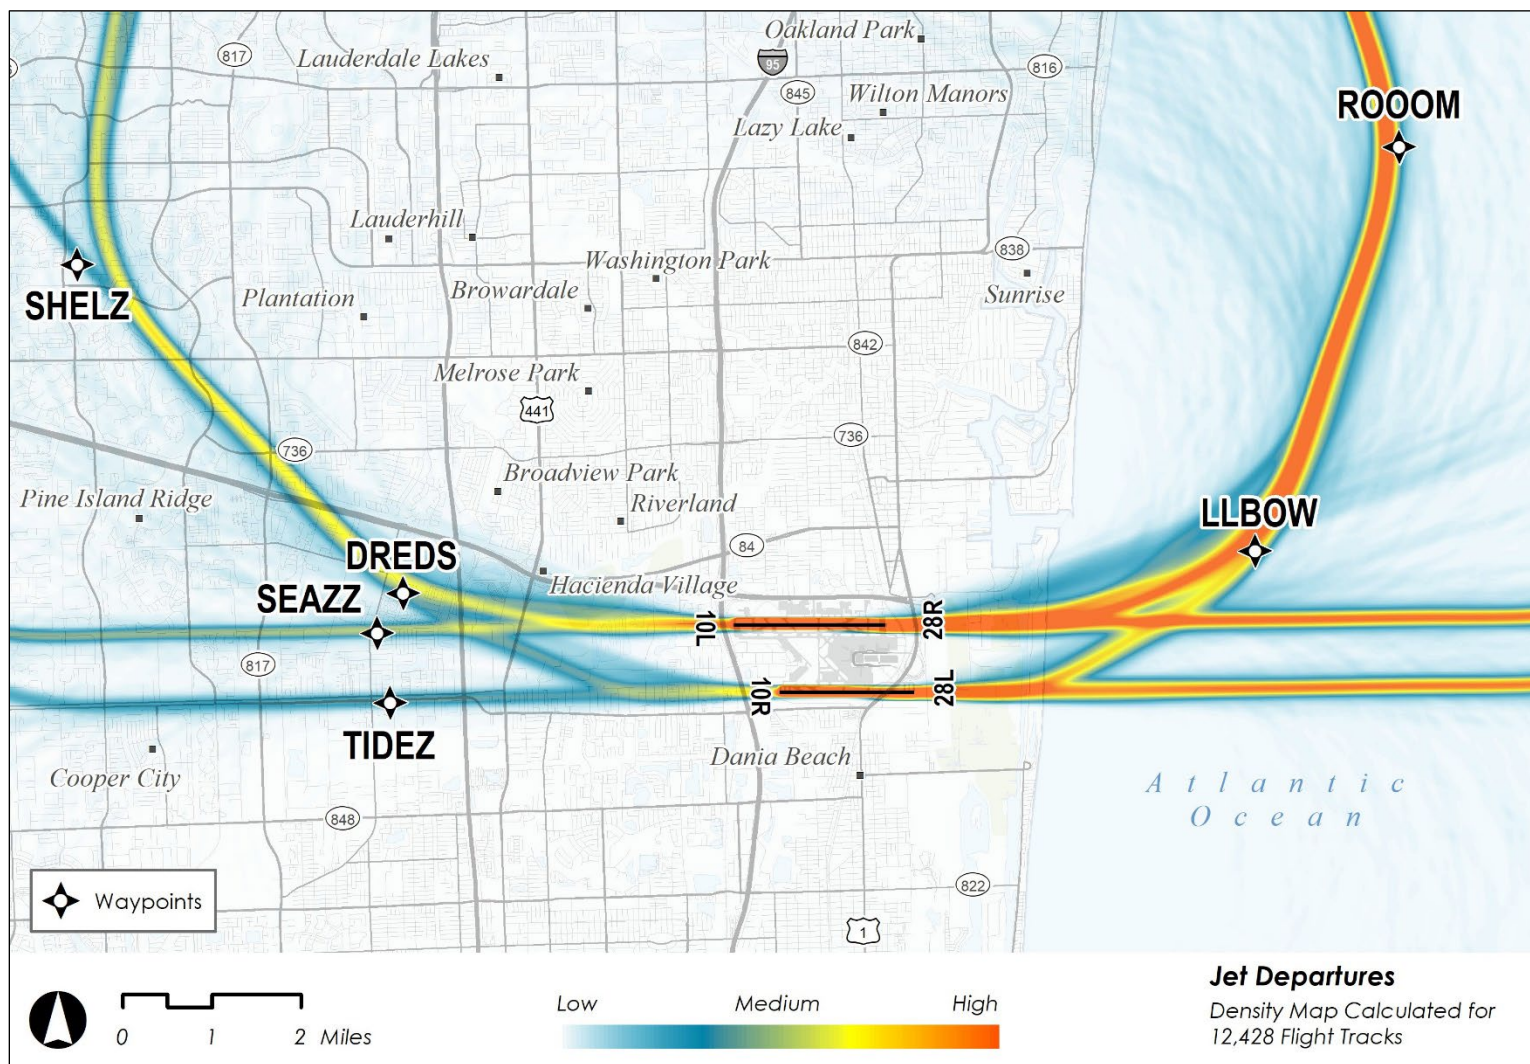 Oakland Park
817
95
Lauderdale Lakes
816
845
Wilton Manors
ROOOM
Lazy Lake
Lauderhill
838
Washington Park
SHELZ
Plantation
Browardale
Sunrise
842
Melrose Park
441
736
736
Broadview Park
Pine Island Ridge
Riverland
LLBOW
84
DREDS
Hacienda Village
SEAZZ
10L
28R
817
10R
28L
TIDEZ
Dania Beach
Cooper City
Atlantic
Ocean
848
822
Waypoints
1
Jet Departures
Low
Medium
High
Density Map Calculated for
12,428 Flight Tracks
0 1 2 Miles